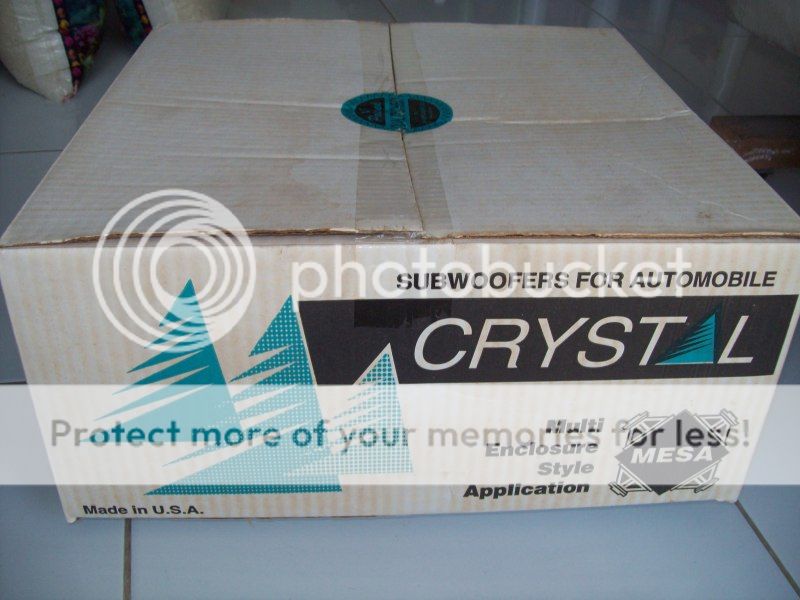 photobucket
SUBWOOFERS FOR AUTOMOBILE
CRYSTAL
Protect more of your memories for less!
Multi
Enclosure
Style
Application
MESA
Made in U.S.A.